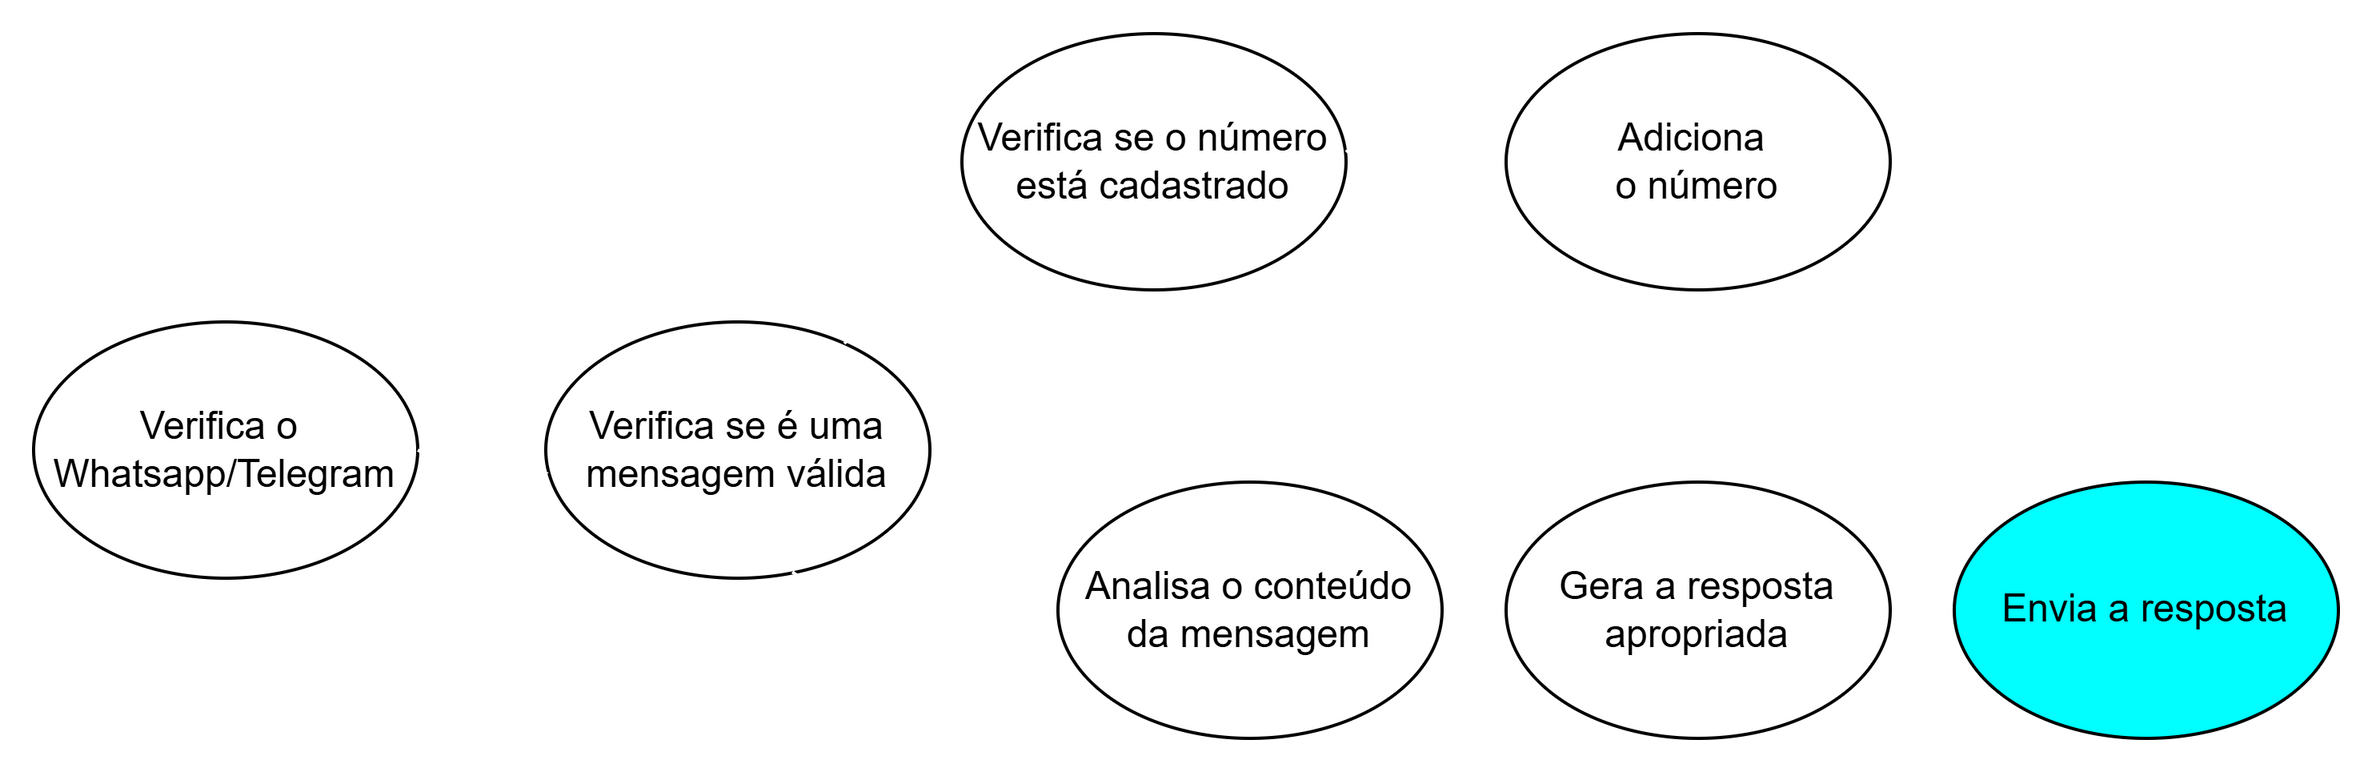 Verifica se o número
está cadastrado
Adiciona
o número
Verifica o
Whatsapp/Telegram
Verifica se é uma
mensagem válida
Analisa o conteúdo
da mensagem
Gera a resposta
apropriada
Envia a resposta